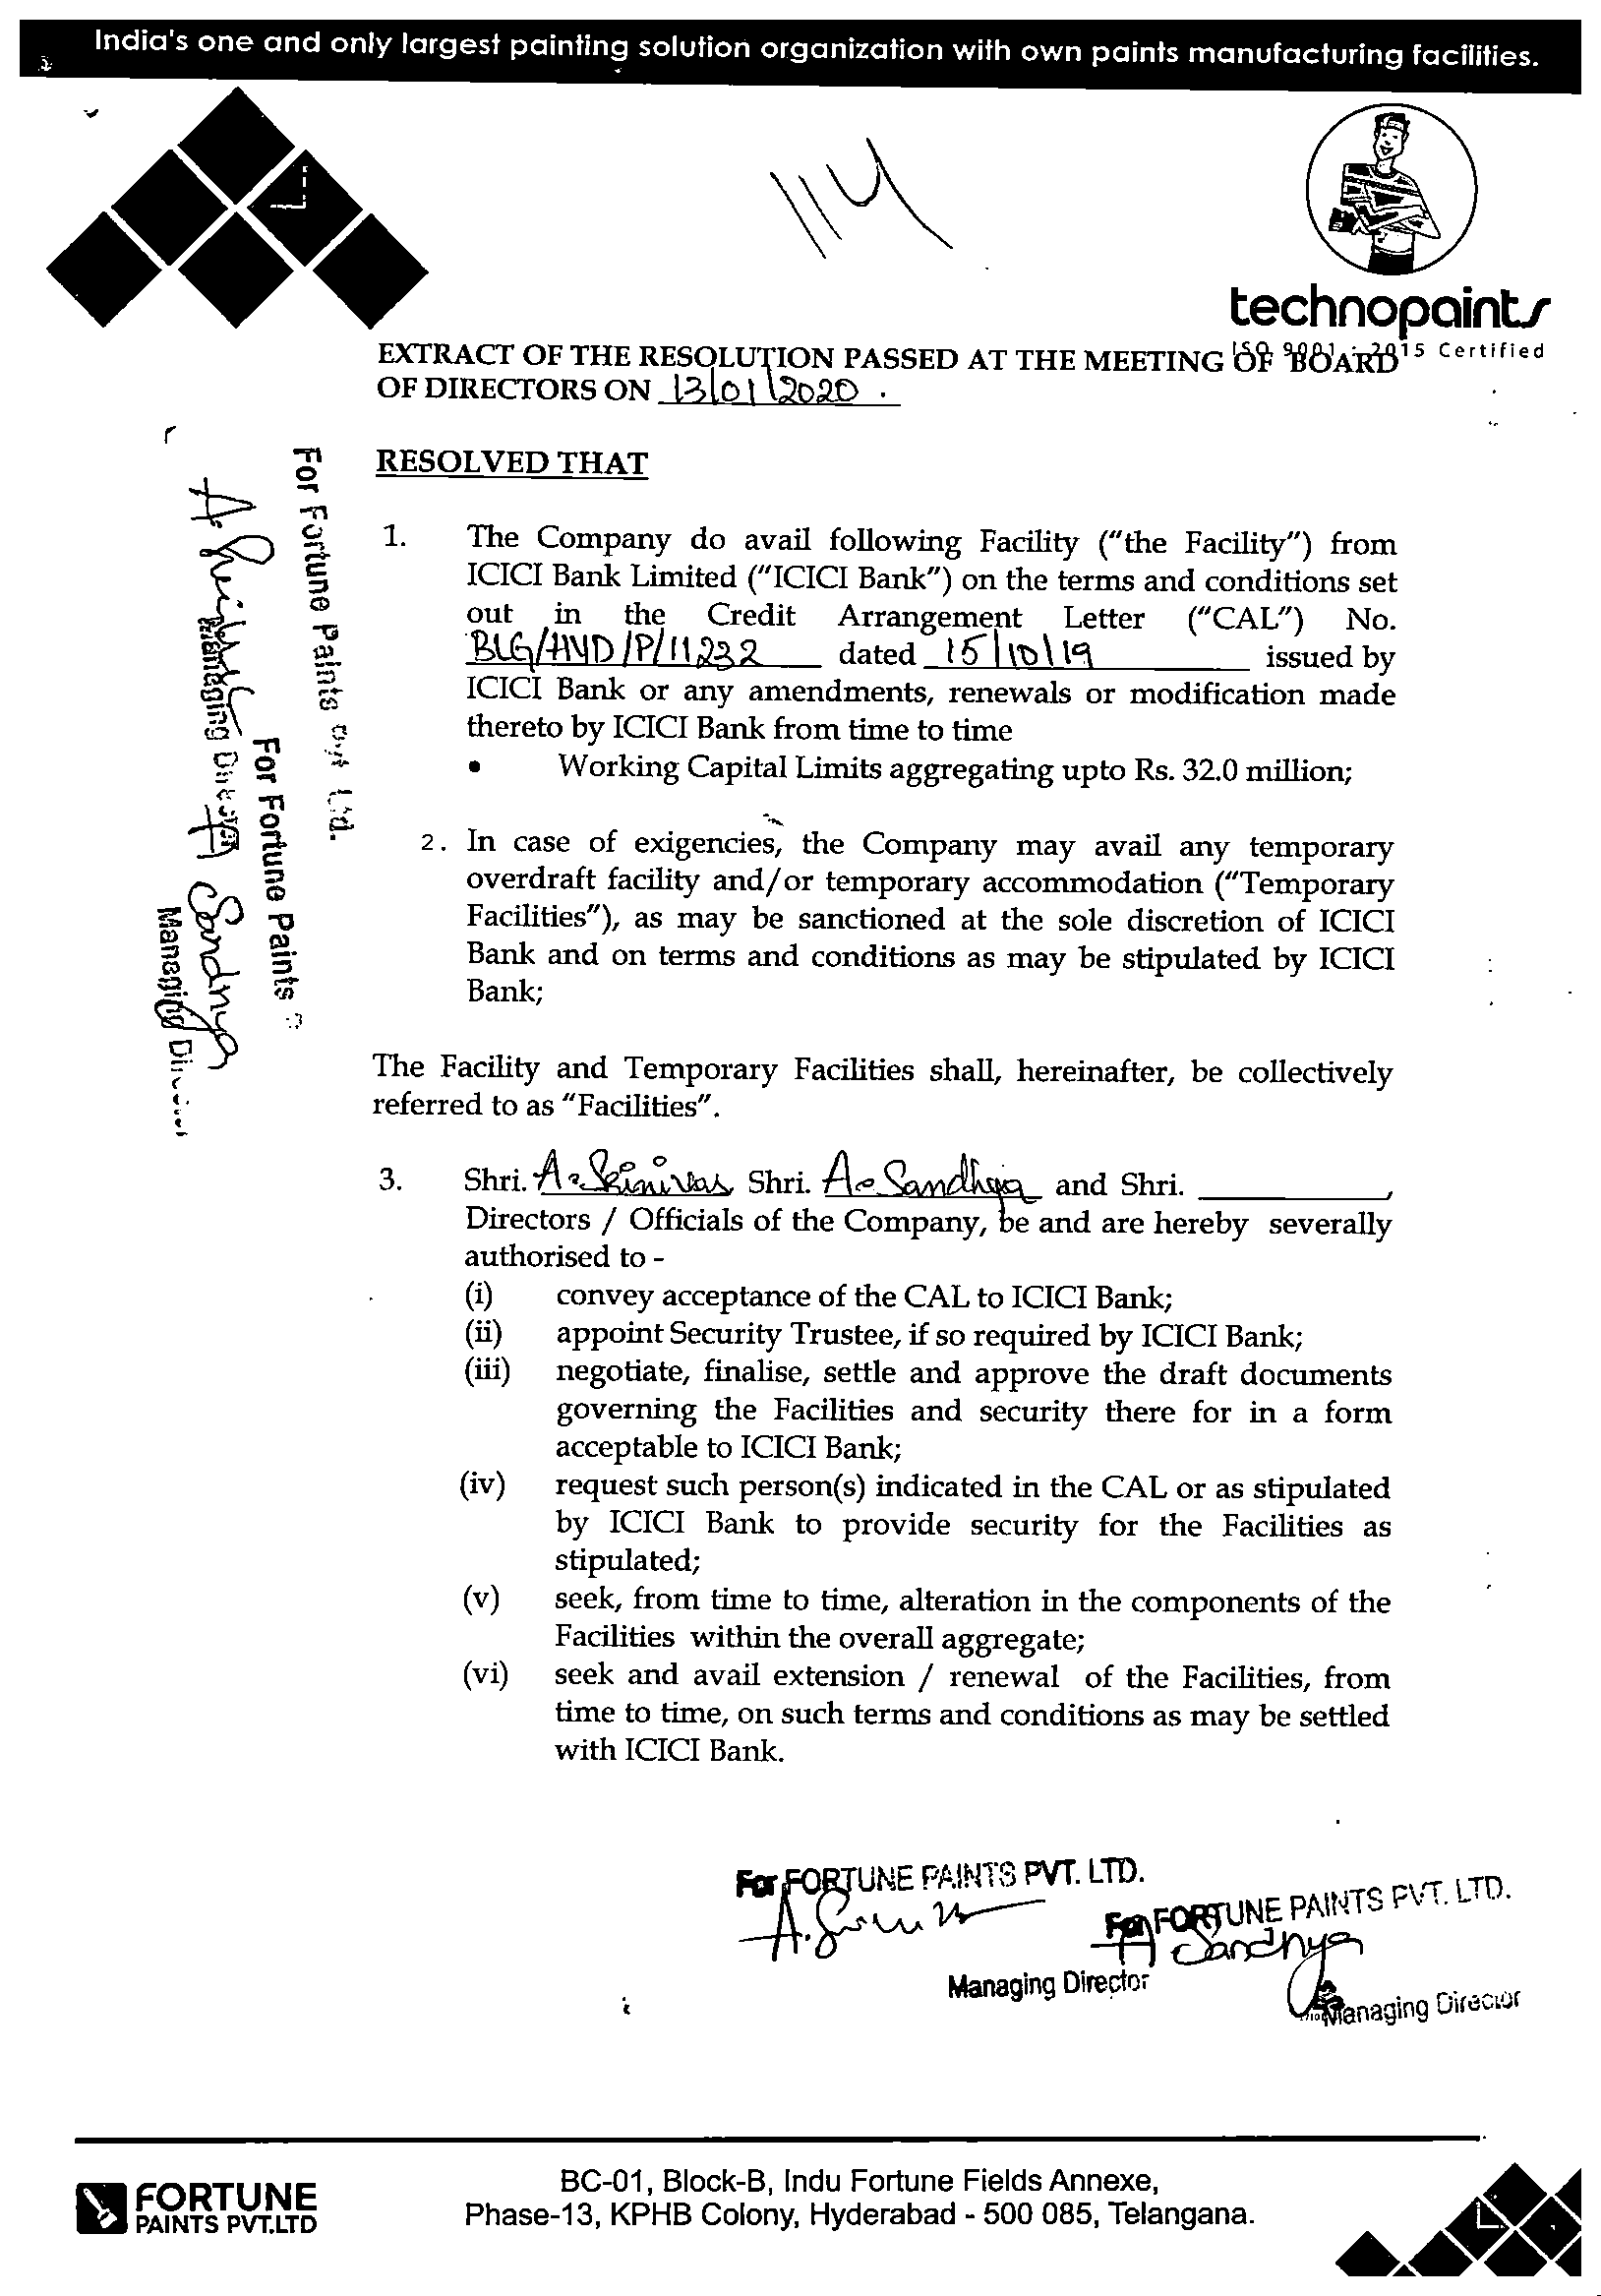 India's one and only largest painting solution organization with own paints manufacturing facilities.
technopaints
ISO 9001 : 2015 Certified
EXTRACT OF THE RESOLUTION PASSED AT THE MEETING OF BOARD
OF DIRECTORS ON 13/01/2020.
RESOLVED THAT
1. The Company do avail following Facility ("the Facility") from
ICICI Bank Limited ("ICICI Bank") on the terms and conditions set
out in the Credit Arrangement Letter ("CAL") No.
BLG/HYD/P/11232 dated 15/10/19 issued by
ICICI Bank or any amendments, renewals or modification made
thereto by ICICI Bank from time to time
• Working Capital Limits aggregating upto Rs. 32.0 million;
2. In case of exigencies, the Company may avail any temporary
overdraft facility and/or temporary accommodation ("Temporary
Facilities"), as may be sanctioned at the sole discretion of ICICI
Bank and on terms and conditions as may be stipulated by ICICI
Bank;
The Facility and Temporary Facilities shall, hereinafter, be collectively
referred to as "Facilities".
3. Shri. A. Srinivas Shri. A. Sandhya and Shri. ____________,
Directors / Officials of the Company, be and are hereby severally
authorised to -
(i) convey acceptance of the CAL to ICICI Bank;
(ii) appoint Security Trustee, if so required by ICICI Bank;
(iii) negotiate, finalise, settle and approve the draft documents
governing the Facilities and security there for in a form
acceptable to ICICI Bank;
(iv) request such person(s) indicated in the CAL or as stipulated
by ICICI Bank to provide security for the Facilities as
stipulated;
(v) seek, from time to time, alteration in the components of the
Facilities within the overall aggregate;
(vi) seek and avail extension / renewal of the Facilities, from
time to time, on such terms and conditions as may be settled
with ICICI Bank.
For Fortune Paints Pvt Ltd.
Managing Director
For Fortune Paints
A Sandhya
Managing Director
For FORTUNE PAINTS PVT. LTD.
Managing Director
For FORTUNE PAINTS PVT. LTD.
A Sandhya
Managing Director
FORTUNE
PAINTS PVT.LTD
BC-01, Block-B, Indu Fortune Fields Annexe,
Phase-13, KPHB Colony, Hyderabad - 500 085, Telangana.